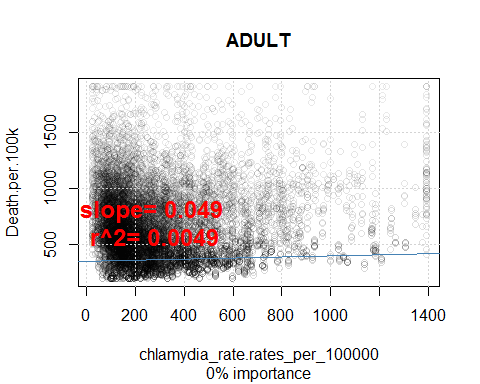 ADULT
Death.per.100k
1500
1000
500
slope= 0.049
r^2= 0.0049
0 200 400 600 800 1000 1400
chlamydia_rate.rates_per_100000
0% importance